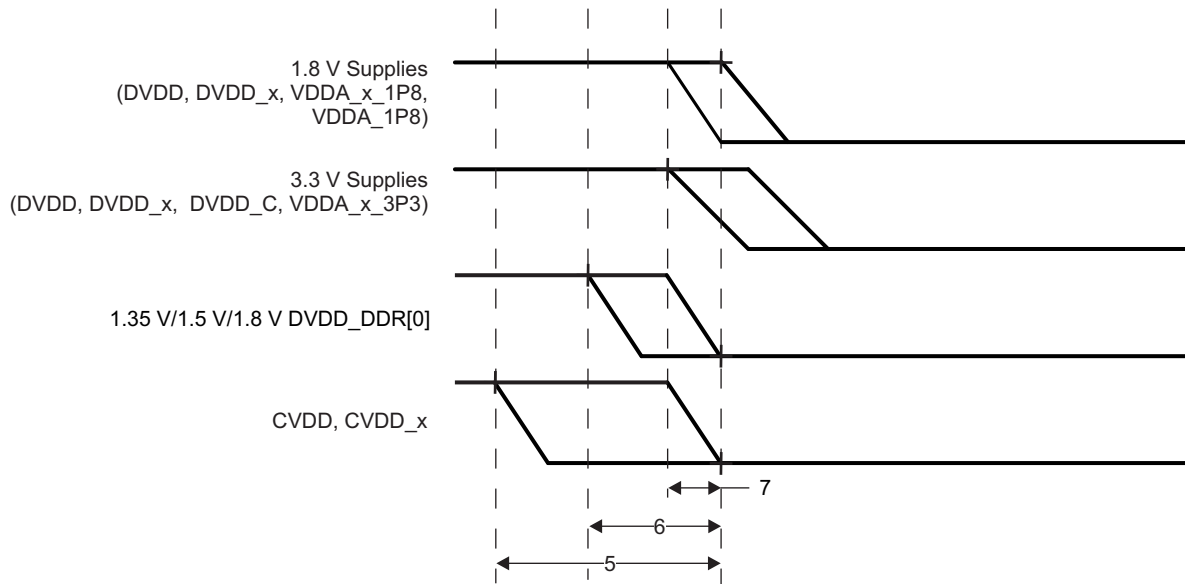 1.8 V Supplies
(DVDD, DVDD_x, VDDA_x_1P8,
VDDA_1P8)
3.3 V Supplies
(DVDD, DVDD_x, DVDD_C, VDDA_x_3P3)
1.35 V/1.5 V/1.8 V DVDD_DDR[0]
CVDD, CVDD_x
7
6
5